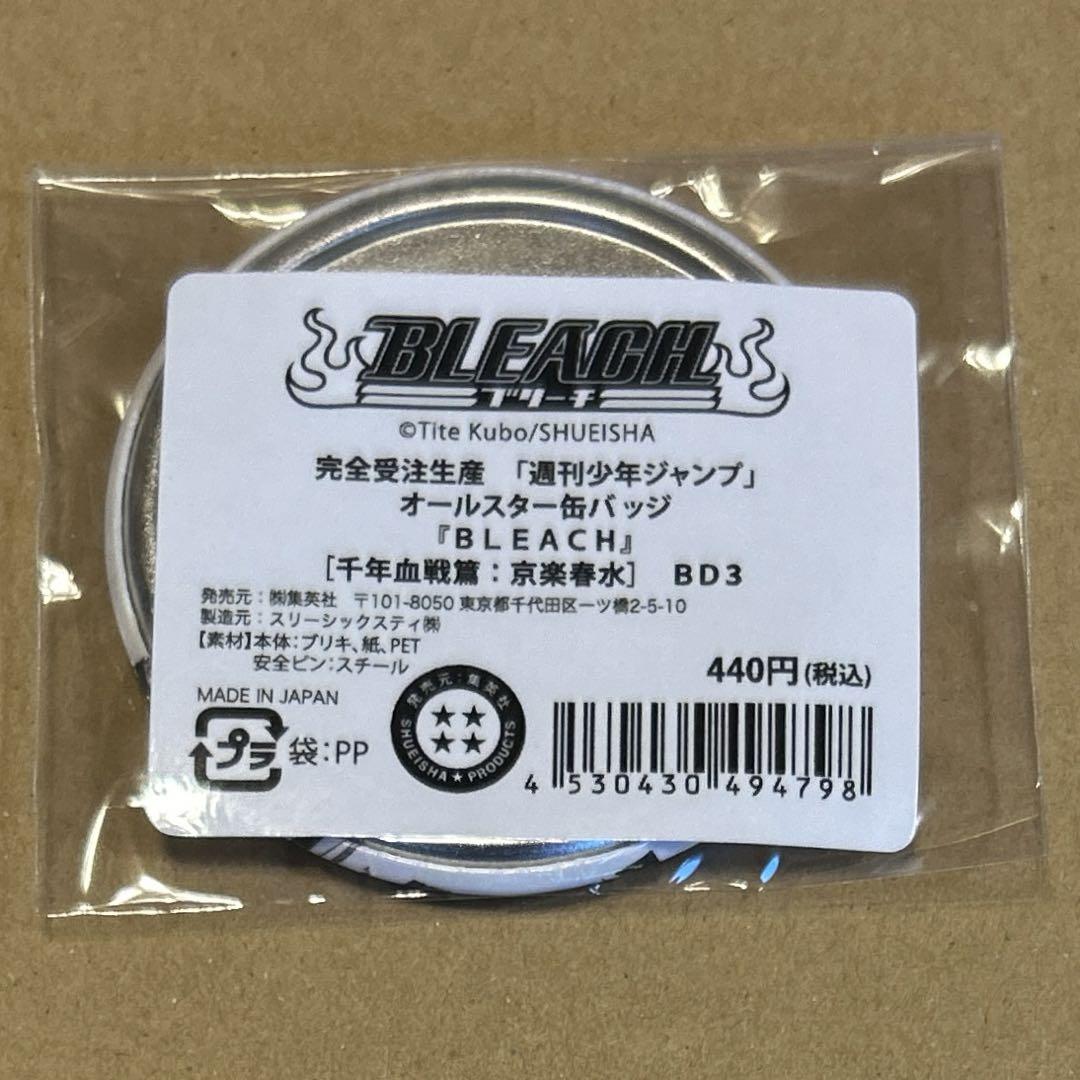 BLEACH
ブリーチ
©Tite Kubo/SHUEISHA
完全受注生産 「週刊少年ジャンプ」
オールスター缶バッジ
『BLEACH』
[千年血戦篇：京楽春水] BD3
発売元：㈱集英社 〒101-8050 東京都千代田区一ツ橋2-5-10
製造元：スリーシックスティ㈱
【素材】本体：ブリキ、紙、PET
安全ピン：スチール
440円(税込)
MADE IN JAPAN
プラ 袋：PP
発売元：集英社
SHUEISHA★PRODUCTS
4 530430 494798